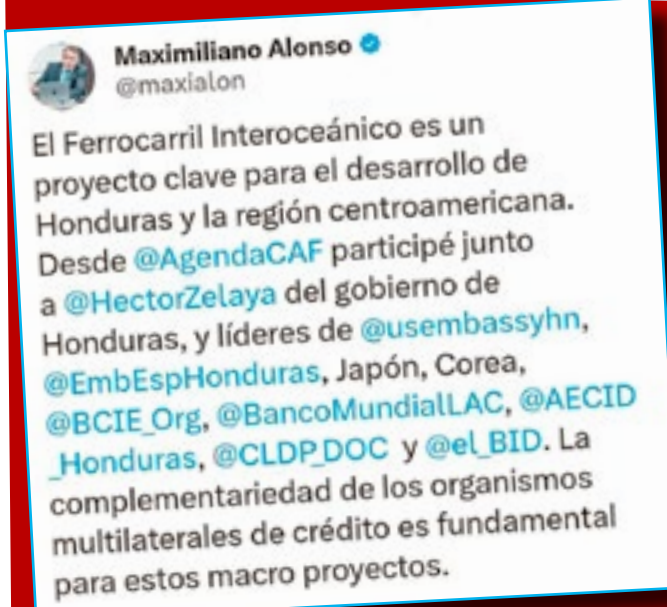 Maximiliano Alonso
@maxialon
El Ferrocarril Interoceánico es un
proyecto clave para el desarrollo de
Honduras y la región centroamericana.
Desde @AgendaCAF participé junto
a @HectorZelaya del gobierno de
Honduras, y líderes de @usembassyhn,
@EmbEspHonduras, Japón, Corea,
@BCIE_Org, @BancoMundialLAC, @AECID
_Honduras, @CLDP_DOC y @el_BID. La
complementariedad de los organismos
multilaterales de crédito es fundamental
para estos macro proyectos.